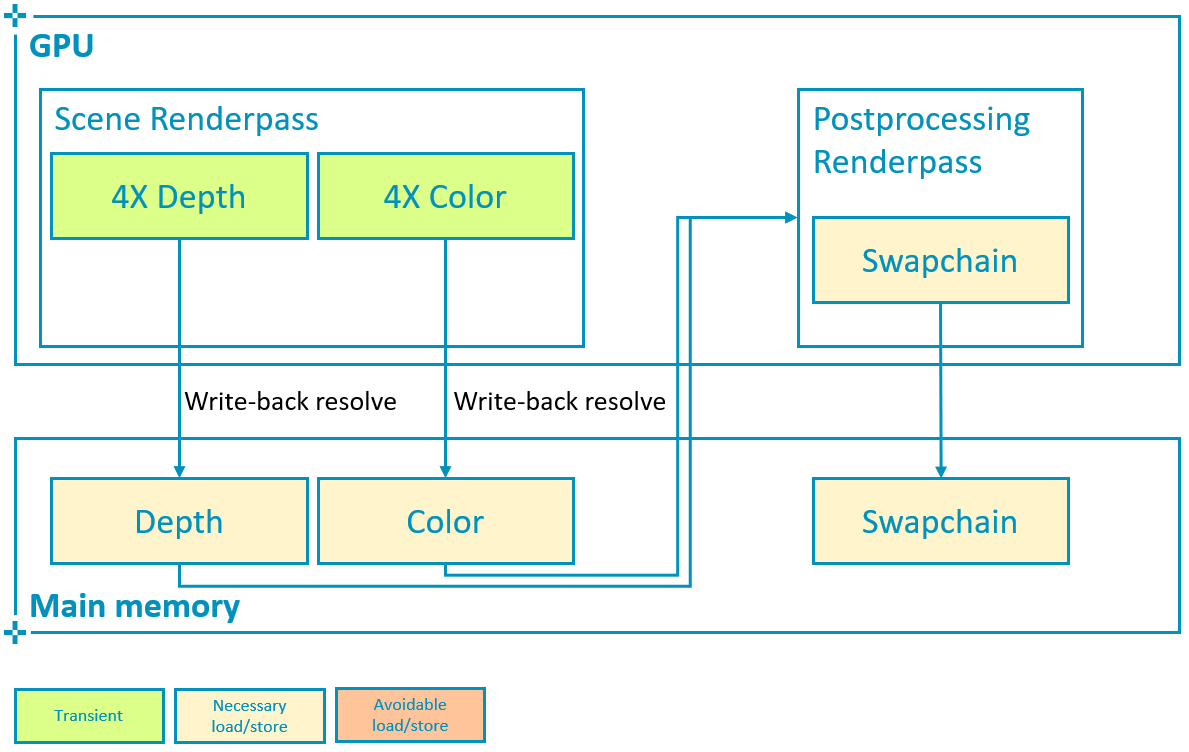 GPU
Scene Renderpass
4X Depth
4X Color
Postprocessing
Renderpass
Swapchain
Write-back resolve
Write-back resolve
Depth
Color
Swapchain
Main memory
Transient
Necessary
load/store
Avoidable
load/store